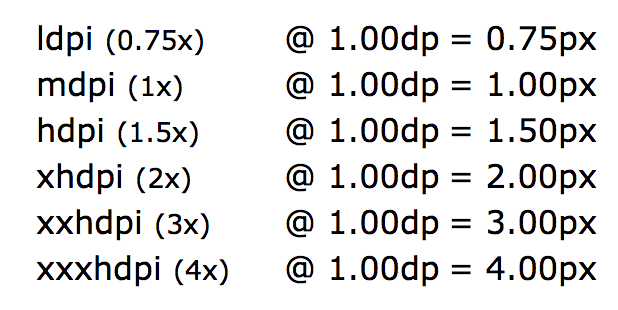 ldpi (0.75x) @ 1.00dp = 0.75px
mdpi (1x) @ 1.00dp = 1.00px
hdpi (1.5x) @ 1.00dp = 1.50px
xhdpi (2x) @ 1.00dp = 2.00px
xxhdpi (3x) @ 1.00dp = 3.00px
xxxhdpi (4x) @ 1.00dp = 4.00px